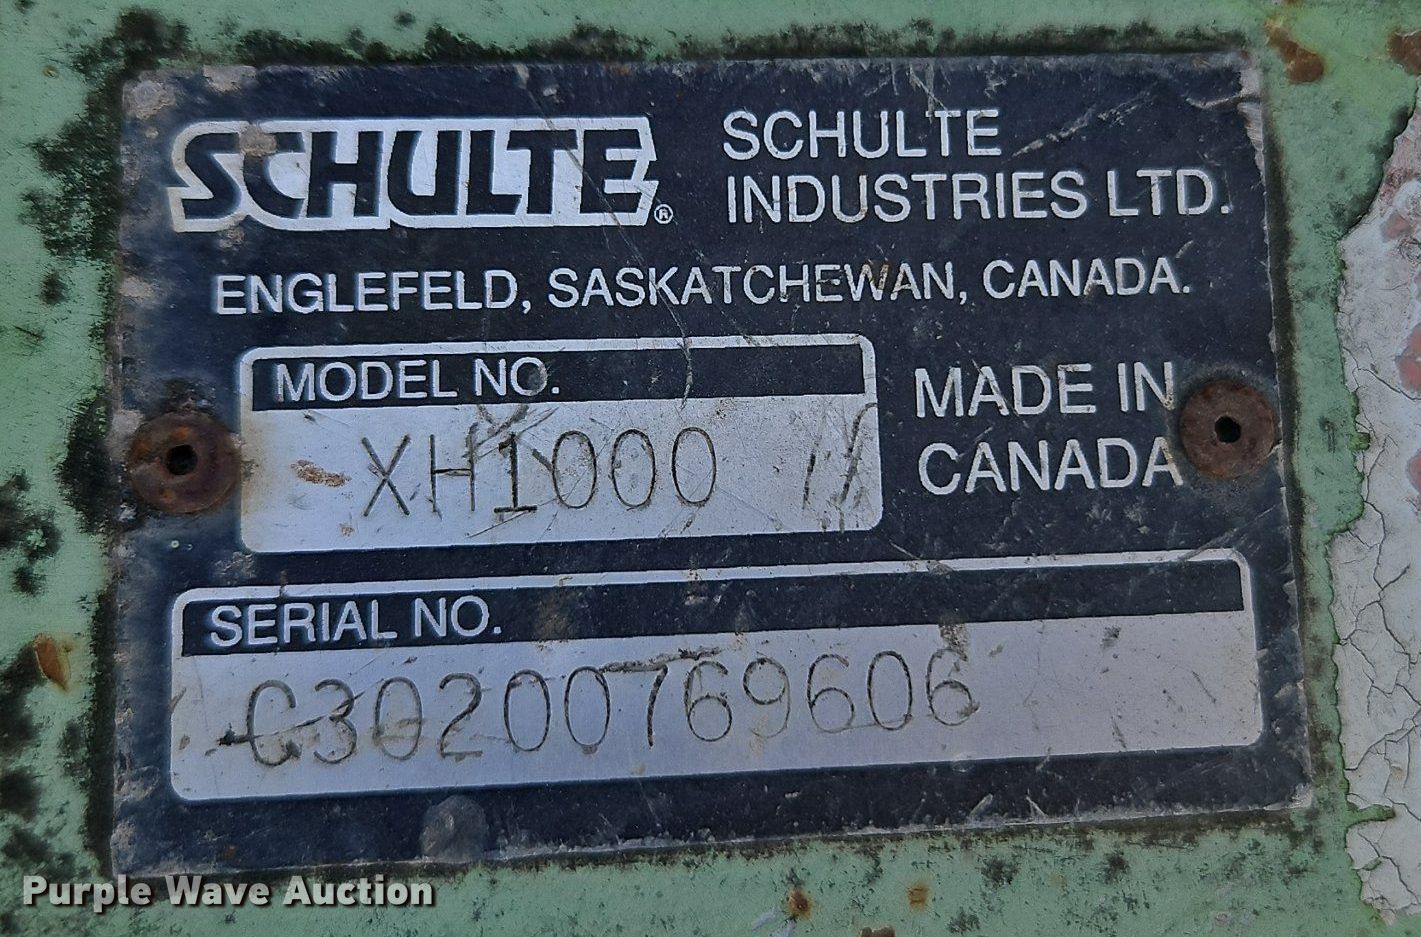 SCHULTE®
SCHULTE
INDUSTRIES LTD.
ENGLEFELD, SASKATCHEWAN, CANADA.
MODEL NO.
XH1000
MADE IN
CANADA
SERIAL NO.
C30200769606
Purple Wave Auction